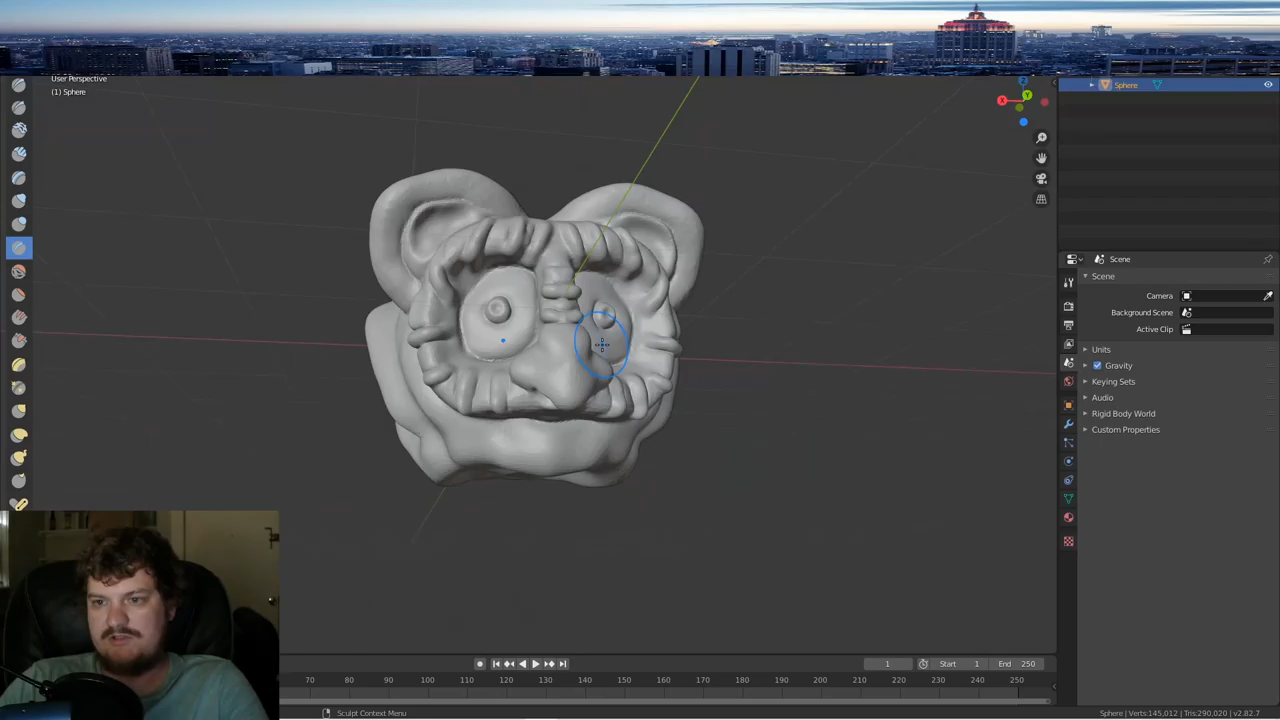 User Perspective
(1) Sphere
X
Y
Z
Sphere
Scene
Scene
Camera
Background Scene
Active Clip
Units
Gravity
Keying Sets
Audio
Rigid Body World
Custom Properties
1
Start 1
End 250
70 80 90 100 110 120 130 140 150 160 170 180 190 200 210 220 230 240 250
Sculpt Context Menu
Sphere | Verts:145,012 | Tris:290,020 | v2.82.7